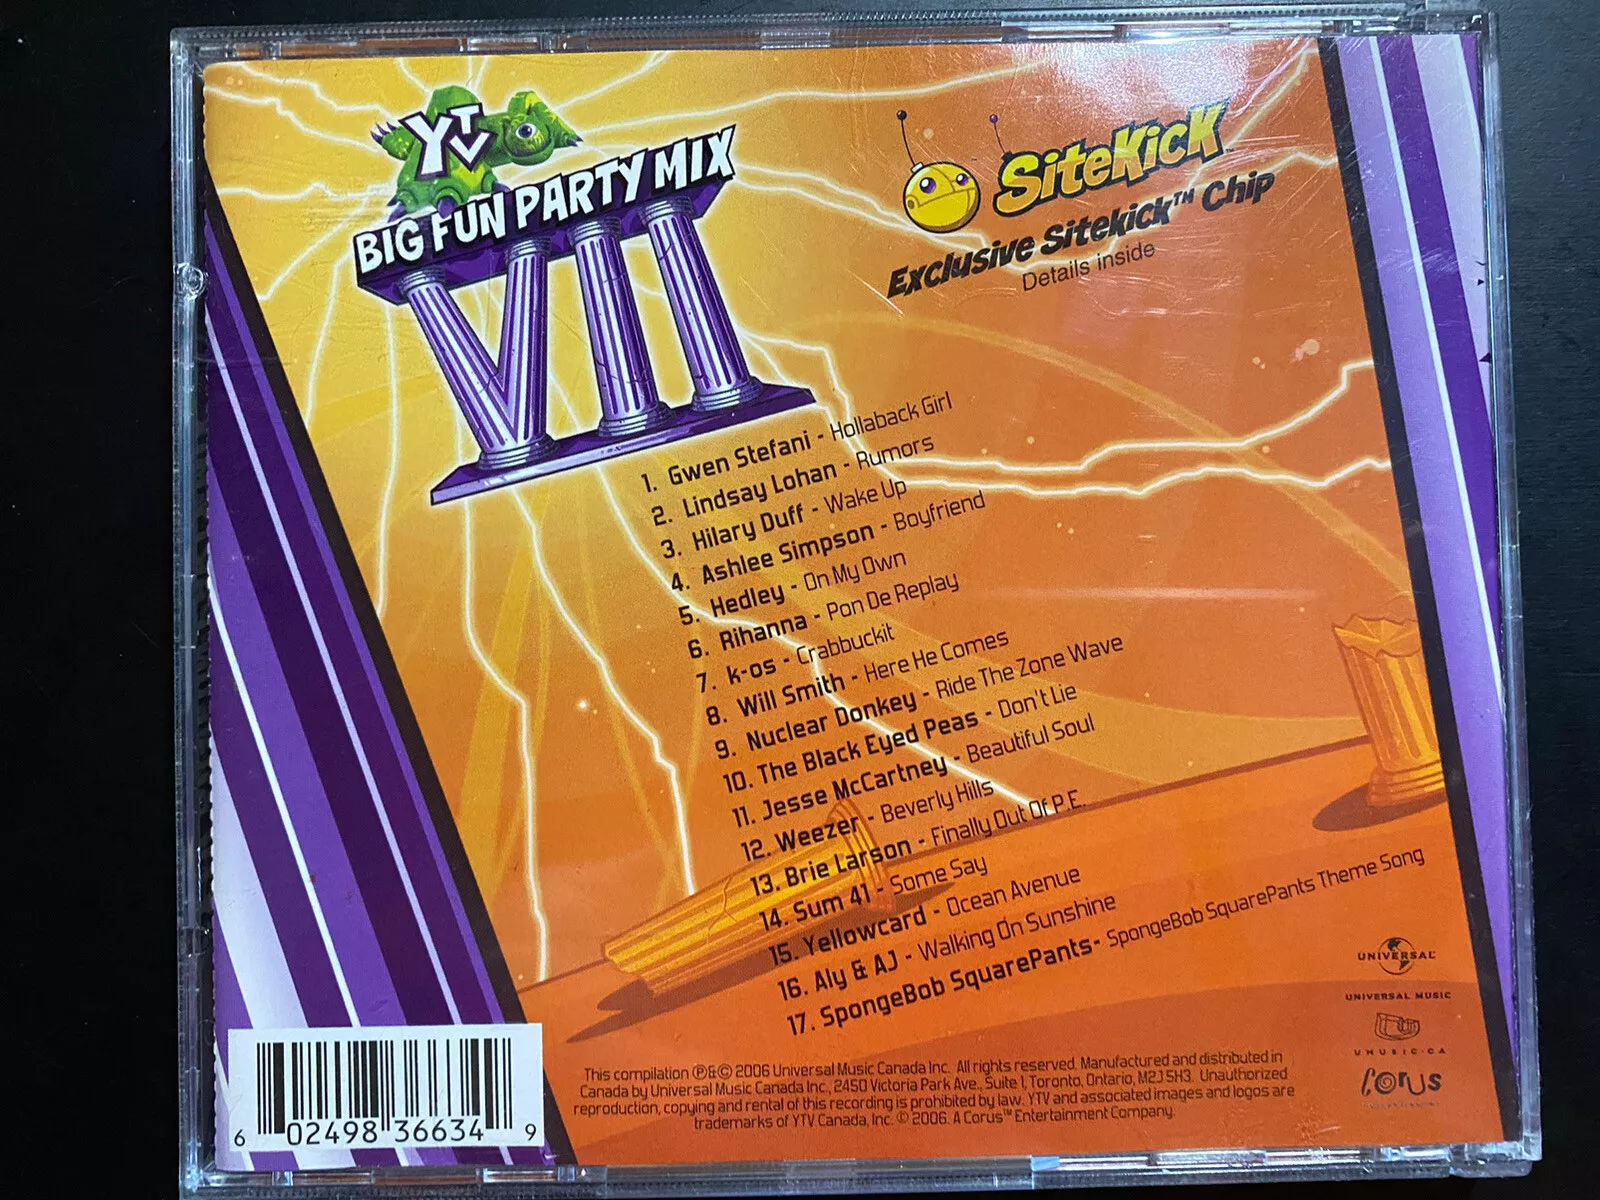 YTV
BIG FUN PARTY MIX
VII
SiteKick
Exclusive Sitekick™ Chip
Details inside
1. Gwen Stefani - Hollaback Girl
2. Lindsay Lohan - Rumors
3. Hilary Duff - Wake Up
4. Ashlee Simpson - Boyfriend
5. Hedley - On My Own
6. Rihanna - Pon De Replay
7. k-os - Crabbuckit
8. Will Smith - Here He Comes
9. Nuclear Donkey - Ride The Zone Wave
10. The Black Eyed Peas - Don't Lie
11. Jesse McCartney - Beautiful Soul
12. Weezer - Beverly Hills
13. Brie Larson - Finally Out Of P.E.
14. Sum 41 - Some Say
15. Yellowcard - Ocean Avenue
16. Aly & AJ - Walking On Sunshine
17. SpongeBob SquarePants- SpongeBob SquarePants Theme Song
UNIVERSAL
UNIVERSAL MUSIC
UMUSIC.CA
corus
This compilation ℗&© 2006 Universal Music Canada Inc. All rights reserved. Manufactured and distributed in
Canada by Universal Music Canada Inc., 2450 Victoria Park Ave., Suite 1, Toronto, Ontario, M2J 5H3. Unauthorized
reproduction, copying and rental of this recording is prohibited by law. YTV and associated images and logos are
trademarks of YTV Canada, Inc. © 2006. A Corus™ Entertainment Company.
6 02498 36634 9